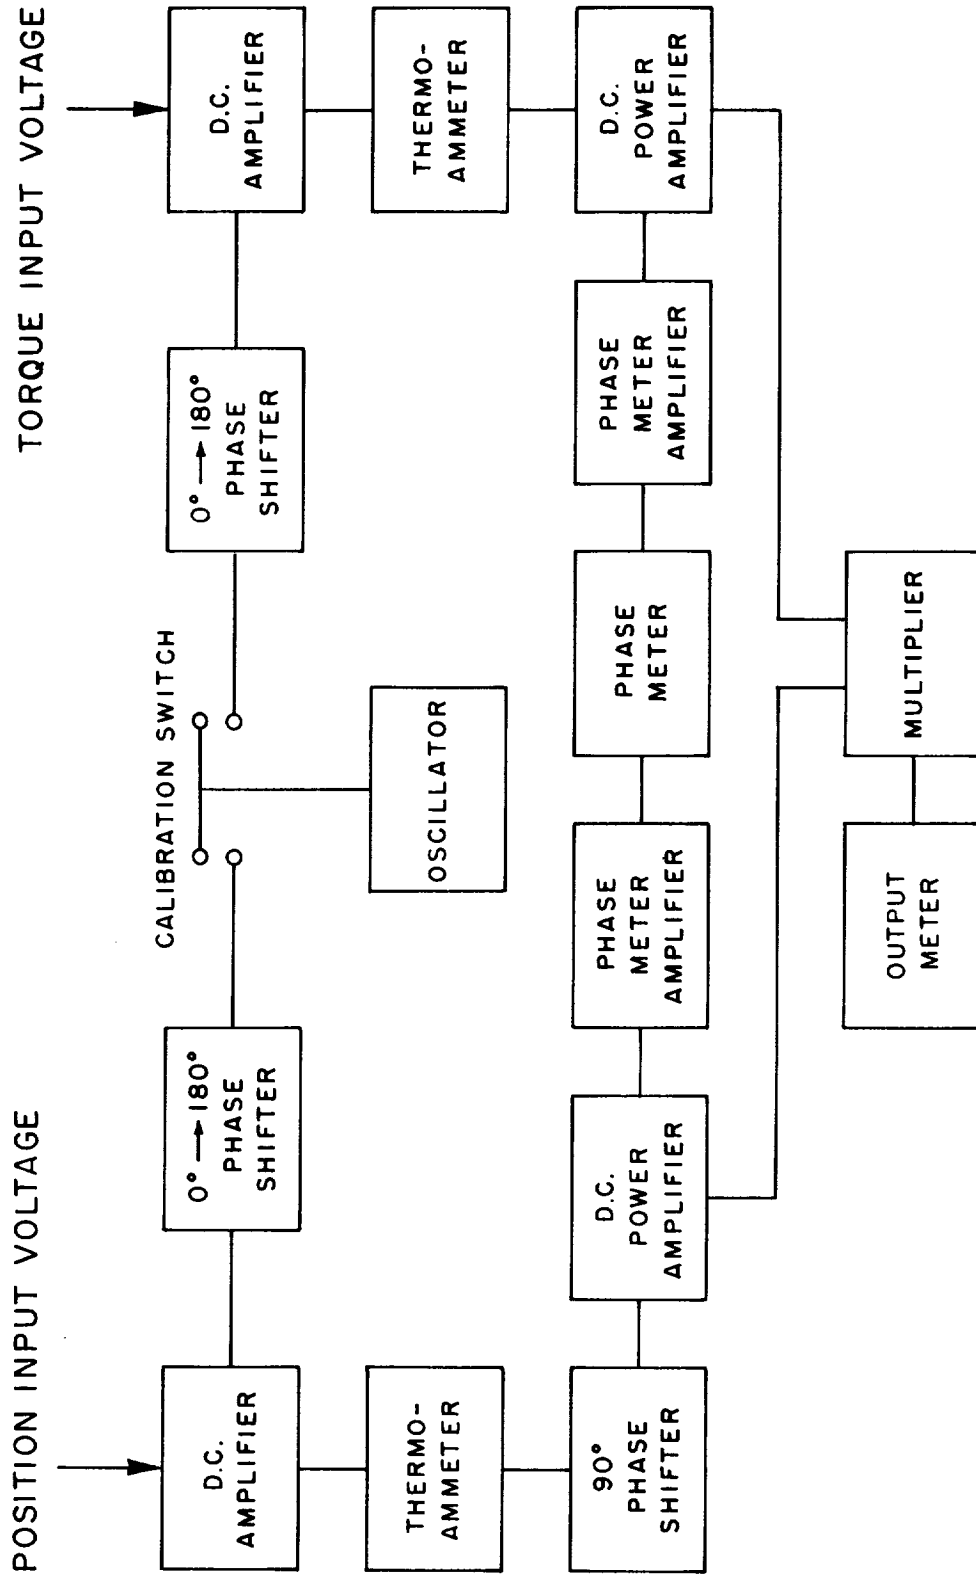 POSITION INPUT VOLTAGE
TORQUE INPUT VOLTAGE
CALIBRATION SWITCH
D.C.
AMPLIFIER
0° → 180°
PHASE
SHIFTER
0° → 180°
PHASE
SHIFTER
D.C.
AMPLIFIER
THERMO-
AMMETER
OSCILLATOR
THERMO-
AMMETER
90°
PHASE
SHIFTER
D.C.
POWER
AMPLIFIER
PHASE
METER
AMPLIFIER
PHASE
METER
PHASE
METER
AMPLIFIER
D.C.
POWER
AMPLIFIER
OUTPUT
METER
MULTIPLIER